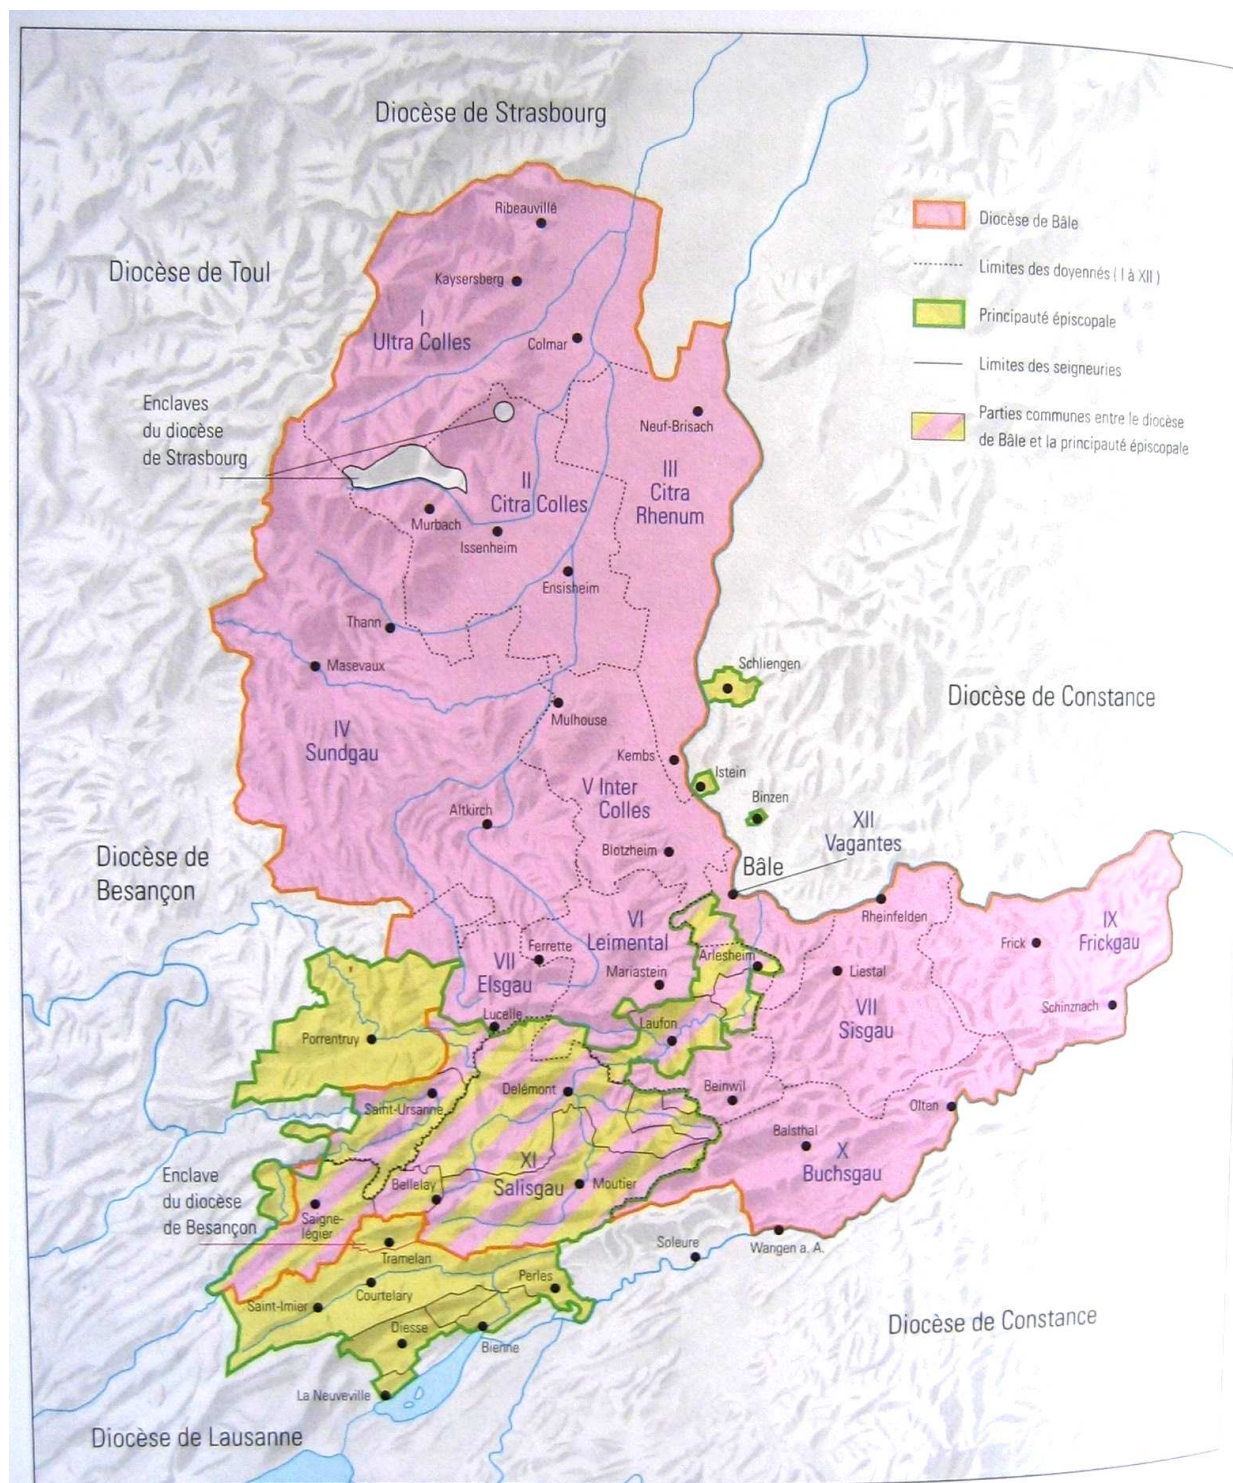 Diocèse de Strasbourg
Ribeauvillé
Diocèse de Bâle
Diocèse de Toul
Limites des doyennés ( I à XII )
Kaysersberg
I
Ultra Colles
Principauté épiscopale
Colmar
Limites des seigneuries
Enclaves
du diocèse
de Strasbourg
Neuf-Brisach
Parties communes entre le diocèse
de Bâle et la principauté épiscopale
II
Citra Colles
III
Citra
Rhenum
Murbach
Issenheim
Ensisheim
Thann
Masevaux
Schliengen
Diocèse de Constance
IV
Sundgau
Mulhouse
Kembs
Istein
V Inter
Colles
Binzen
Altkirch
XII
Vagantes
Blotzheim
Diocèse de
Besançon
Bâle
Rheinfelden
VI
Leimental
IX
Frickgau
Ferrette
Frick
VII
Elsgau
Arlesheim
Mariastein
Liestal
Schinznach
Lucelle
Laufon
VII
Sisgau
Porrentruy
Delémont
Beinwil
Saint-Ursanne
Olten
Balsthal
X
Buchsgau
XI
Salisgau
Enclave
du diocèse
de Besançon
Bellelay
Moutier
Saigne-
légier
Soleure
Wangen a. A.
Tramelan
Perles
Courtelary
Saint-Imier
Diesse
Bienne
Diocèse de Constance
La Neuveville
Diocèse de Lausanne